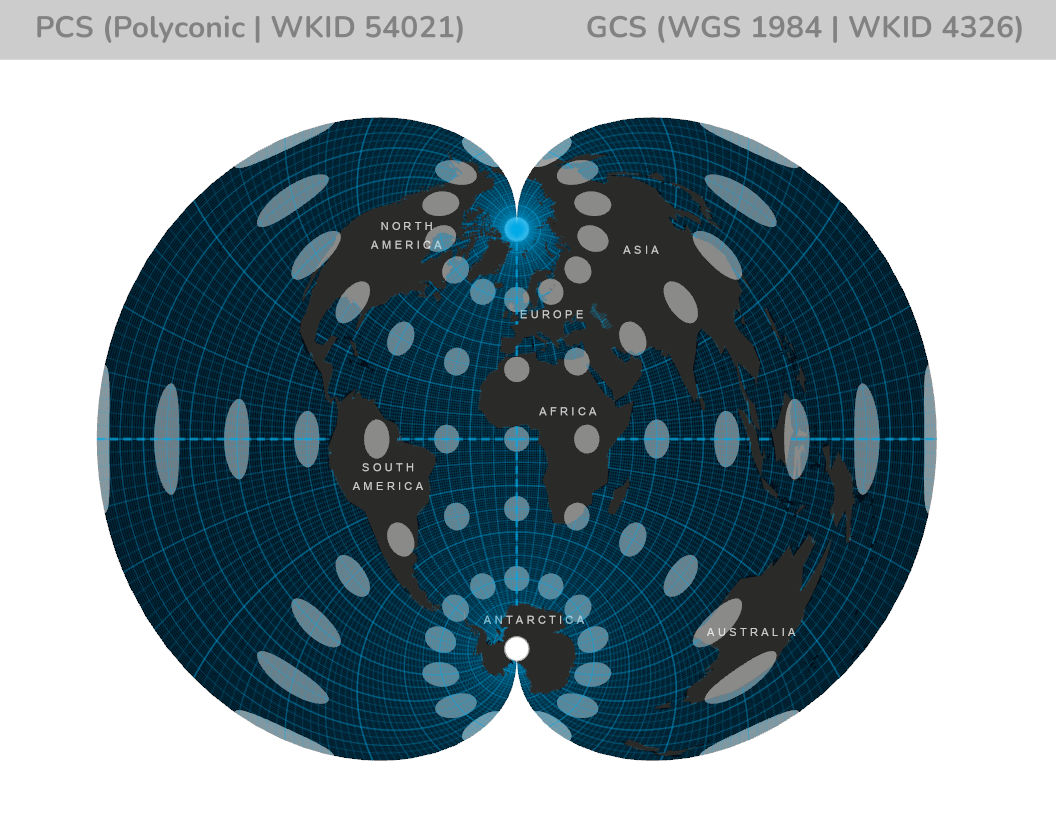 PCS (Polyconic | WKID 54021)
GCS (WGS 1984 | WKID 4326)
NORTH
AMERICA
ASIA
EUROPE
AFRICA
SOUTH
AMERICA
ANTARCTICA
AUSTRALIA